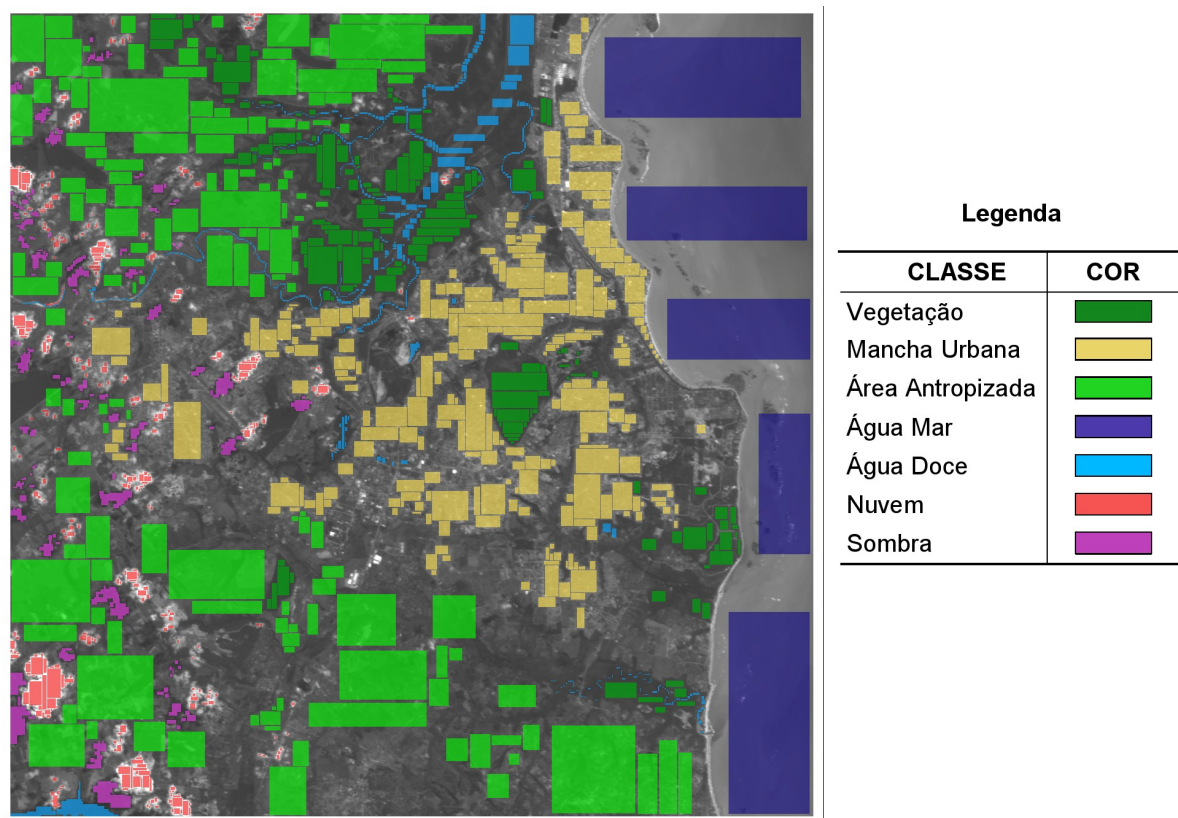 Legenda
CLASSE COR
Vegetação
Mancha Urbana
Área Antropizada
Água Mar
Água Doce
Nuvem
Sombra